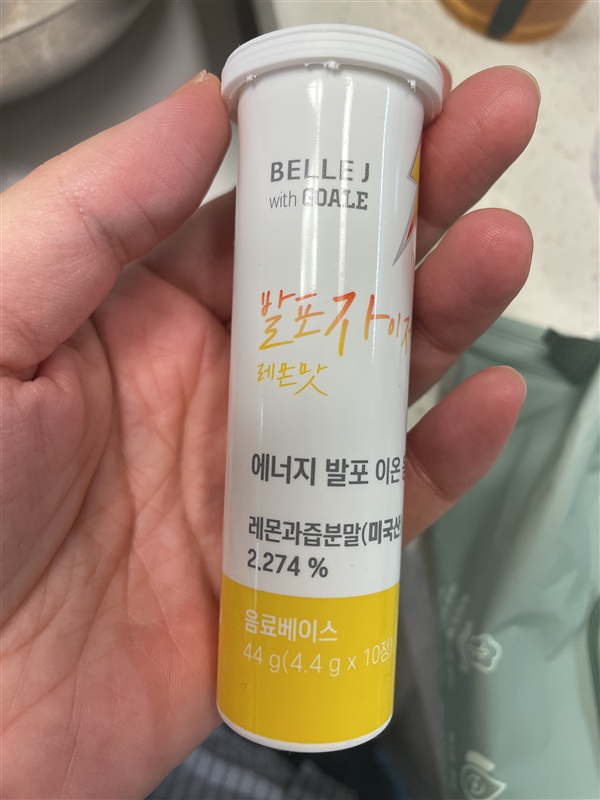 BELLE J
with GOALE
발포자이저
레몬맛
에너지 발포 이온음
레몬과즙분말(미국산)
2.274 %
음료베이스
44 g(4.4 g x 10정)